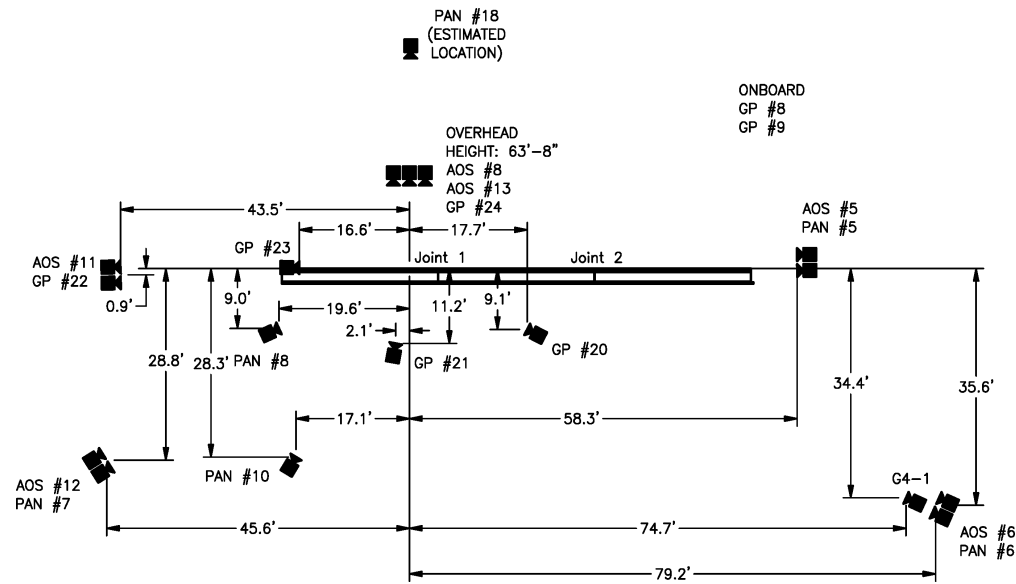 PAN #18
(ESTIMATED
LOCATION)
ONBOARD
GP #8
GP #9
OVERHEAD
HEIGHT: 63'-8"
AOS #8
AOS #13
GP #24
43.5'
16.6'
17.7'
AOS #5
PAN #5
AOS #11
GP #22
GP #23
Joint 1
Joint 2
0.9'
9.0'
19.6'
11.2'
9.1'
2.1'
PAN #8
GP #21
GP #20
28.8'
28.3'
34.4'
35.6'
17.1'
58.3'
PAN #10
AOS #12
PAN #7
G4-1
45.6'
74.7'
AOS #6
PAN #6
79.2'